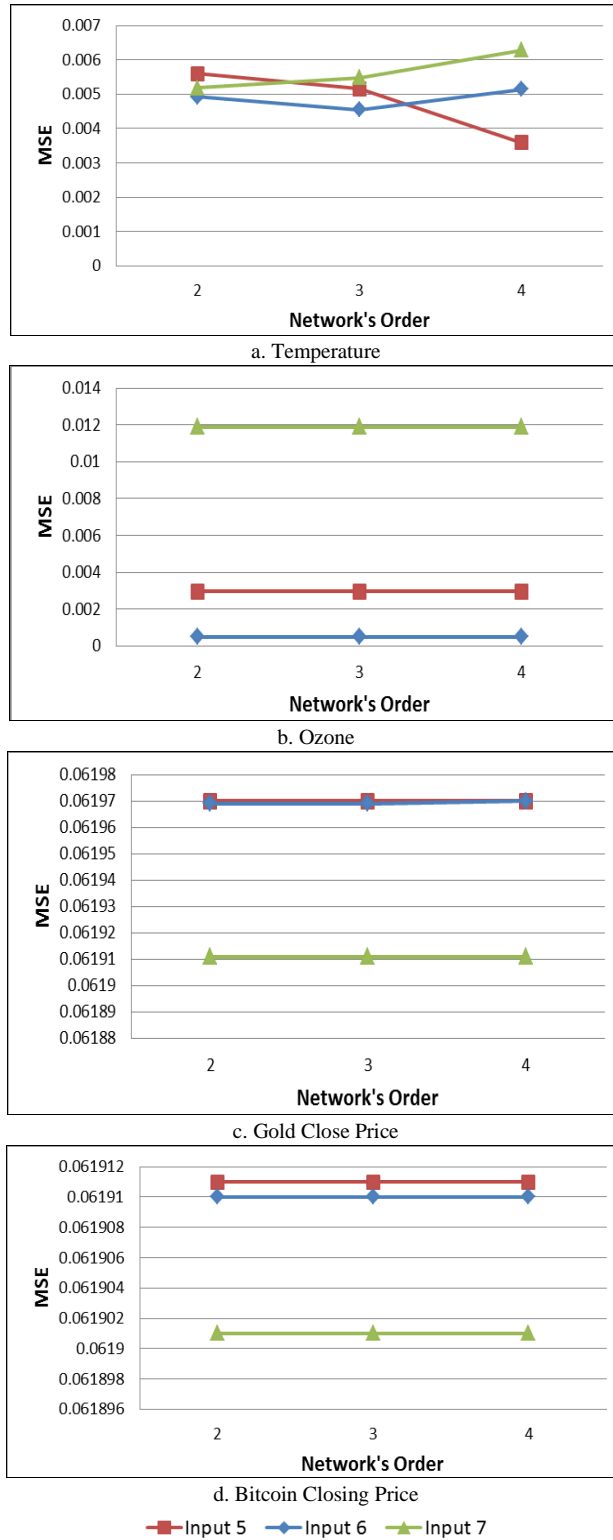 0.007
0.006
0.005
0.004
0.003
0.002
0.001
0
MSE
2 3 4
Network's Order
a. Temperature
0.014
0.012
0.01
0.008
0.006
0.004
0.002
0
MSE
2 3 4
Network's Order
b. Ozone
0.06198
0.06197
0.06196
0.06195
0.06194
0.06193
0.06192
0.06191
0.0619
0.06189
0.06188
MSE
2 3 4
Network's Order
c. Gold Close Price
0.061912
0.06191
0.061908
0.061906
0.061904
0.061902
0.0619
0.061898
0.061896
MSE
2 3 4
Network's Order
d. Bitcoin Closing Price
Input 5 Input 6 Input 7